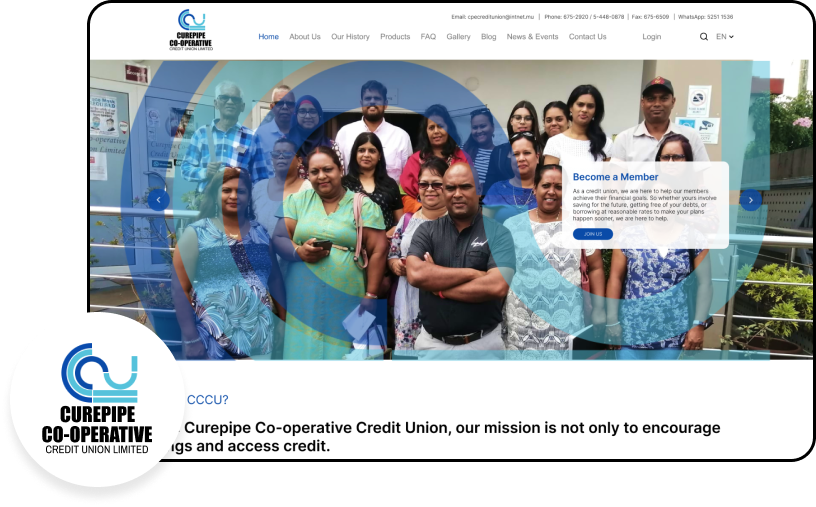 Email: cpecreditunion@intnet.mu | Phone: 675-2920 / 5-448-0878 | Fax: 675-6509 | WhatsApp: 5251 1536
CUREPIPE
CO-OPERATIVE
CREDIT UNION LIMITED
Home About Us Our History Products FAQ Gallery Blog News & Events Contact Us Login EN
Become a Member
As a credit union, we are here to help our members
achieve their financial goals. So whether yours involve
saving for the future, getting free of your debts, or
borrowing at reasonable rates to make your plans
happen sooner, we are here to help.
JOIN US
CCCU?
Curepipe Co-operative Credit Union, our mission is not only to encourage
and access credit.
CUREPIPE
CO-OPERATIVE
CREDIT UNION LIMITED